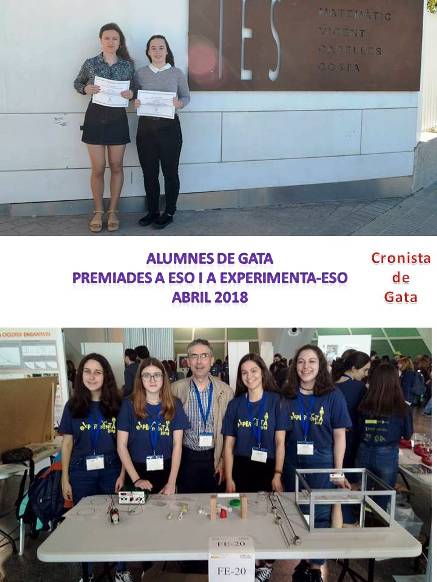 IES
MATEMÀTIC
VICENT
CASELLES
COSTA
ALUMNES DE GATA
PREMIADES A ESO I A EXPERIMENTA-ESO
ABRIL 2018
Cronista
de
Gata
FE-20
FE-20